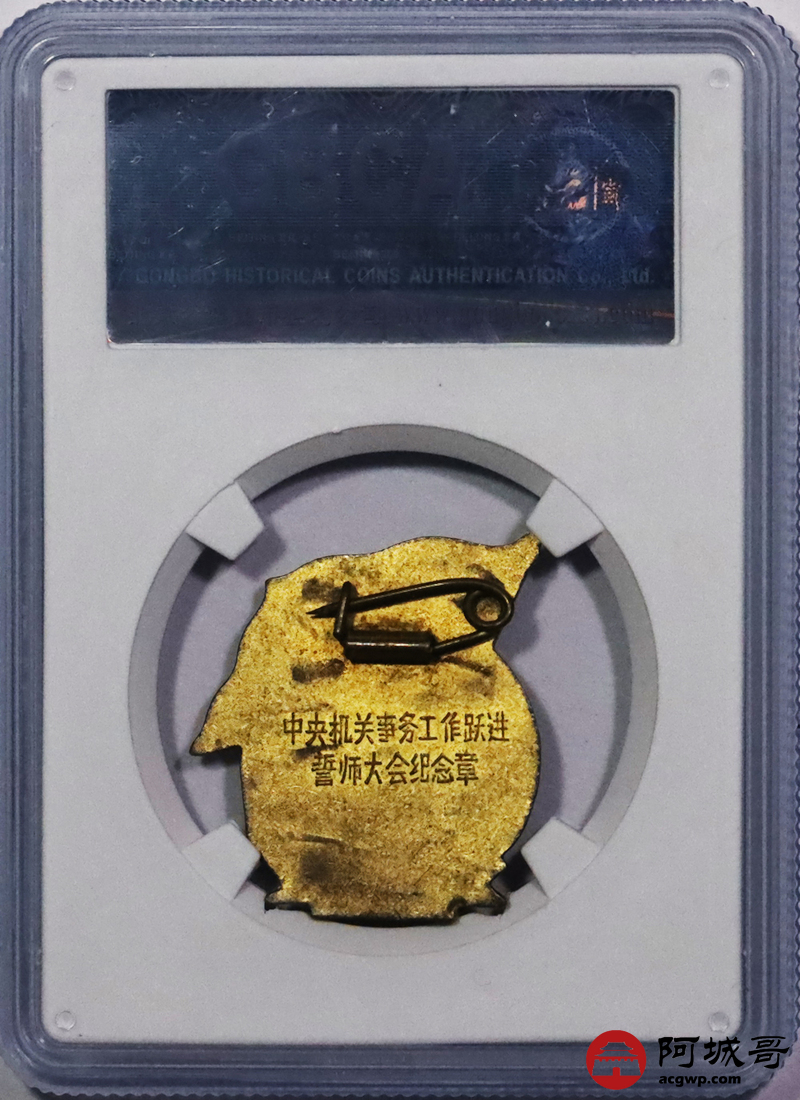 GONGBO HISTORICAL COINS AUTHENTICATION Co., Ltd.
中央机关事务工作跃进
誓师大会纪念章
阿城哥
acgwp.com